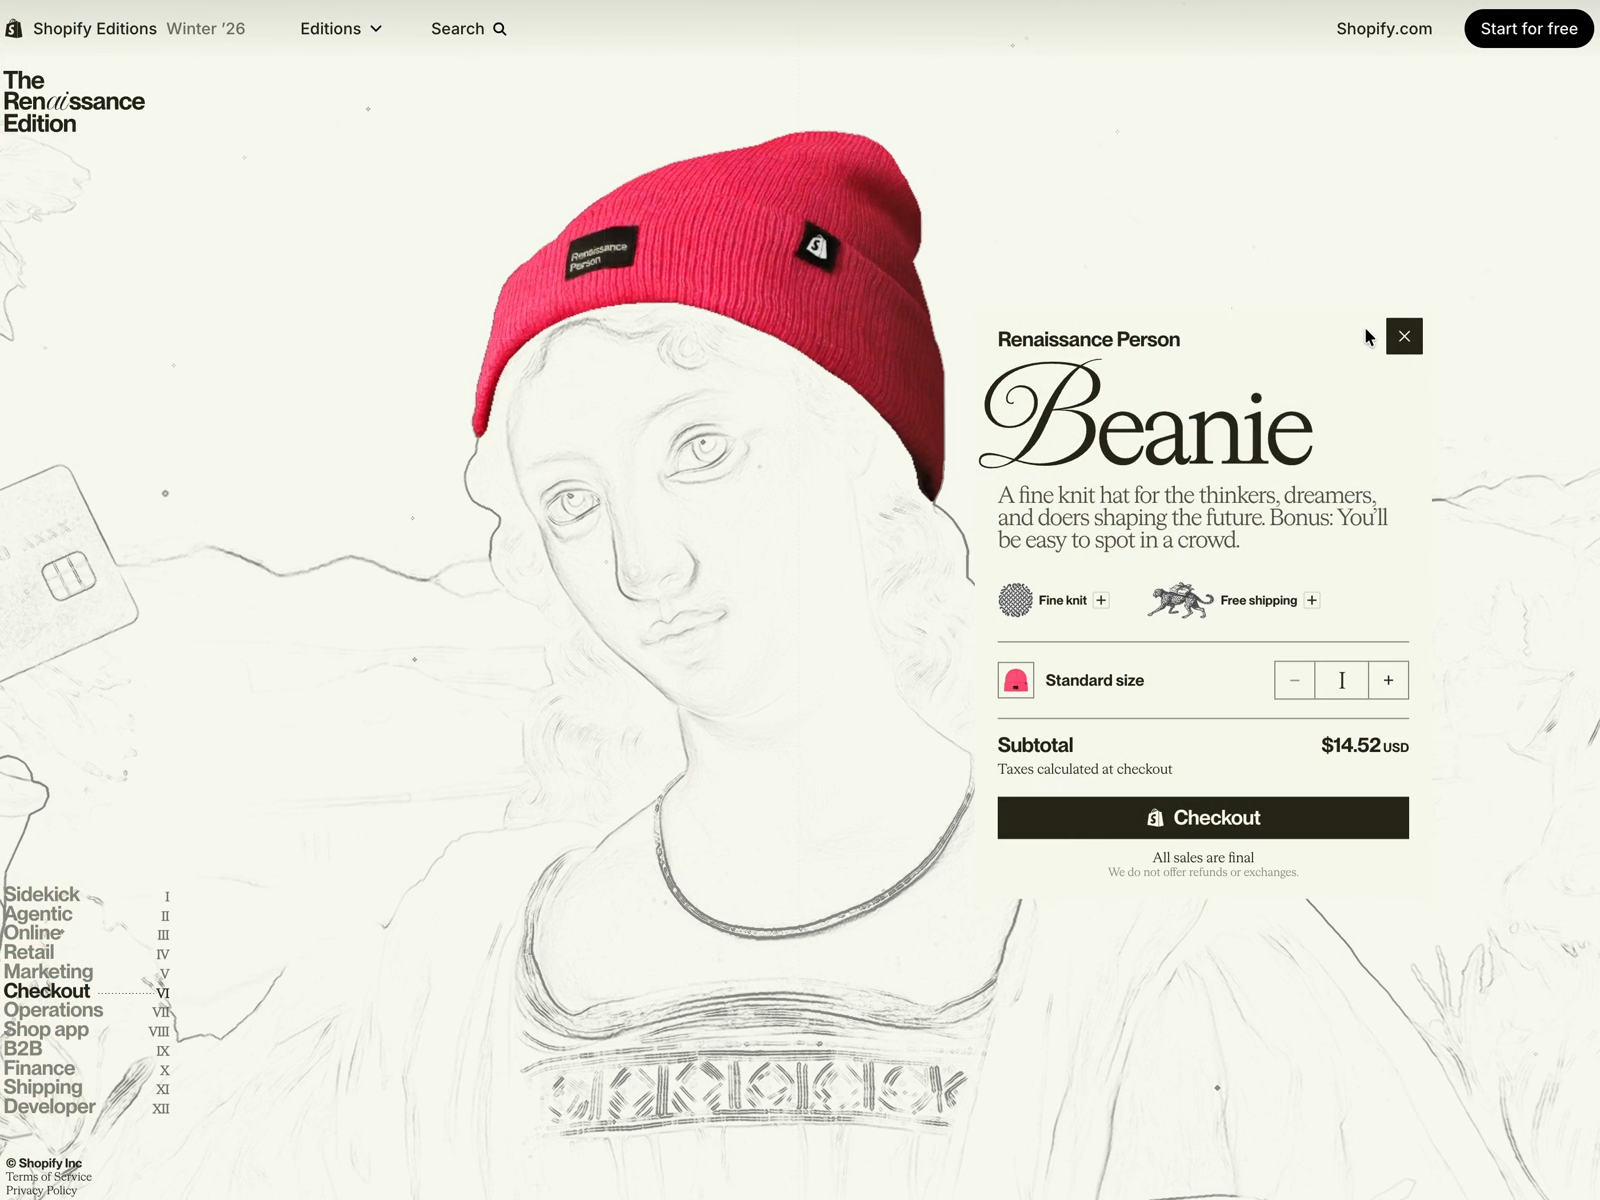 Shopify Editions Winter ’26
Editions
Search
Shopify.com
Start for free
The
Renaissance
Edition
Renaissance
Person
Renaissance Person
Beanie
A fine knit hat for the thinkers, dreamers,
and doers shaping the future. Bonus: You’ll
be easy to spot in a crowd.
Fine knit +
Free shipping +
Standard size
− I +
Subtotal $14.52 USD
Taxes calculated at checkout
Checkout
All sales are final
We do not offer refunds or exchanges.
Sidekick I
Agentic II
Online III
Retail IV
Marketing V
Checkout VI
Operations VII
Shop app VIII
B2B IX
Finance X
Shipping XI
Developer XII
© Shopify Inc
Terms of Service
Privacy Policy